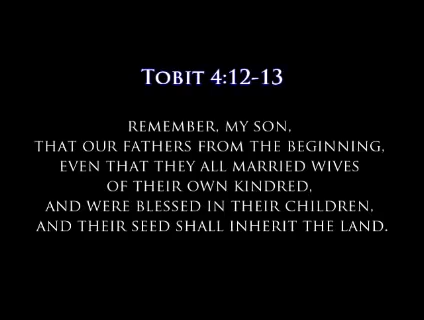 Tobit 4:12-13
REMEMBER, MY SON,
THAT OUR FATHERS FROM THE BEGINNING,
EVEN THAT THEY ALL MARRIED WIVES
OF THEIR OWN KINDRED,
AND WERE BLESSED IN THEIR CHILDREN,
AND THEIR SEED SHALL INHERIT THE LAND.